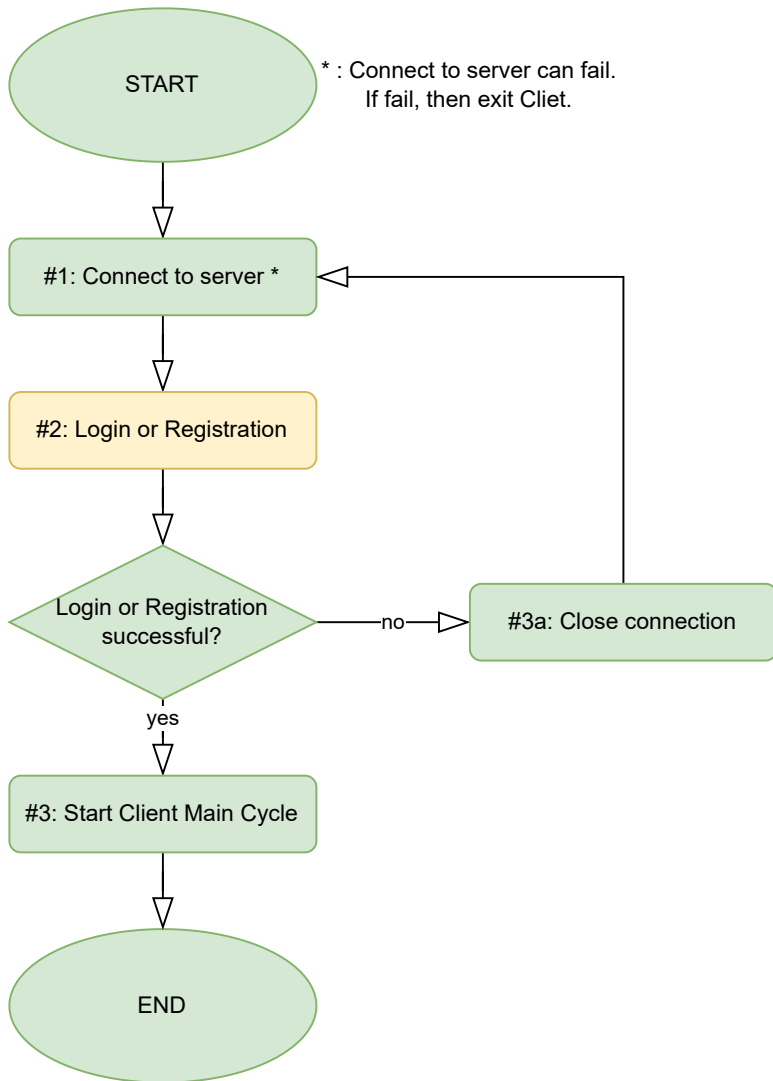 START
* : Connect to server can fail.
If fail, then exit Cliet.
#1: Connect to server *
#2: Login or Registration
Login or Registration
successful?
no
#3a: Close connection
yes
#3: Start Client Main Cycle
END